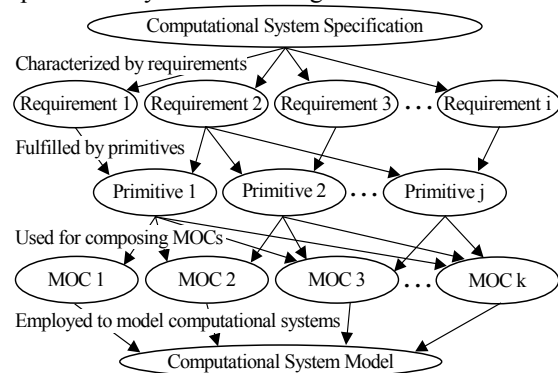 Computational System Specification
Characterized by requirements
Requirement 1 Requirement 2 Requirement 3 ... Requirement i
Fulfilled by primitives
Primitive 1 Primitive 2 ... Primitive j
Used for composing MOCs
MOC 1 MOC 2 MOC 3 ... MOC k
Employed to model computational systems
Computational System Model